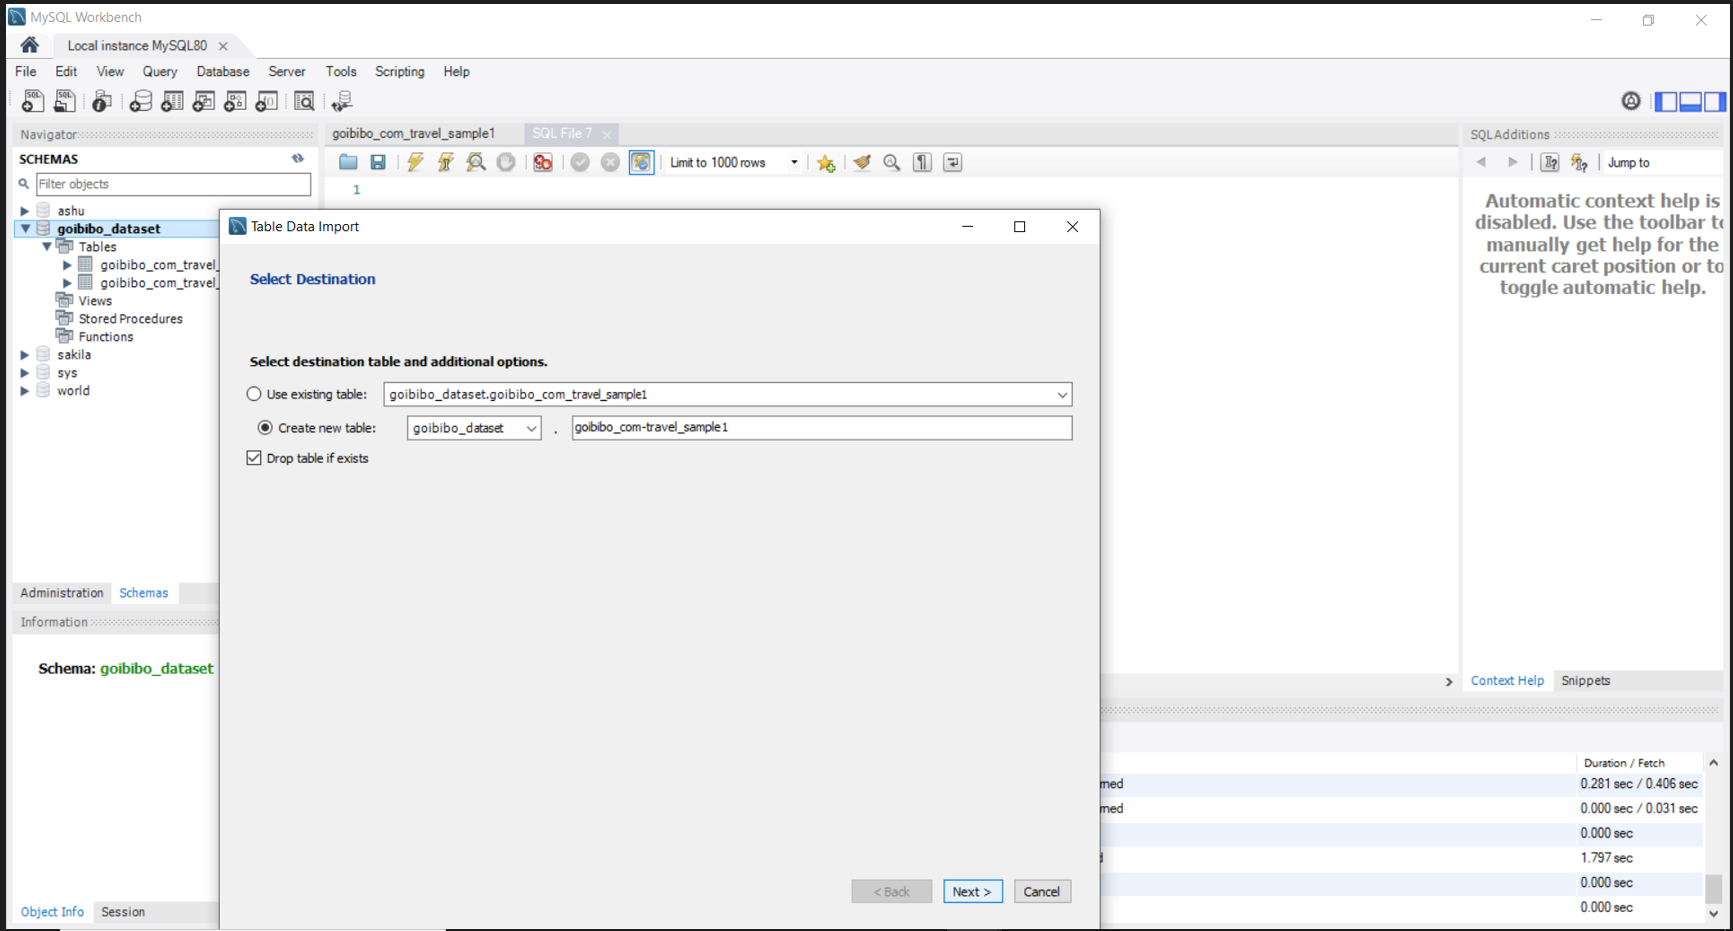 MySQL Workbench
Local instance MySQL80
File Edit View Query Database Server Tools Scripting Help
Navigator
SCHEMAS
Filter objects
ashu
goibibo_dataset
Tables
goibibo_com_travel_
goibibo_com_travel_
Views
Stored Procedures
Functions
sakila
sys
world
Administration Schemas
Information
Schema: goibibo_dataset
Object Info Session
goibibo_com_travel_sample1 SQL File 7
Limit to 1000 rows
1
Table Data Import
Select Destination
Select destination table and additional options.
Use existing table: goibibo_dataset.goibibo_com_travel_sample1
Create new table: goibibo_dataset . goibibo_com-travel_sample1
Drop table if exists
< Back Next > Cancel
SQLAdditions
Jump to
Automatic context help is
disabled. Use the toolbar to
manually get help for the
current caret position or to
toggle automatic help.
Context Help Snippets
Duration / Fetch
med 0.281 sec / 0.406 sec
med 0.000 sec / 0.031 sec
0.000 sec
1.797 sec
0.000 sec
0.000 sec